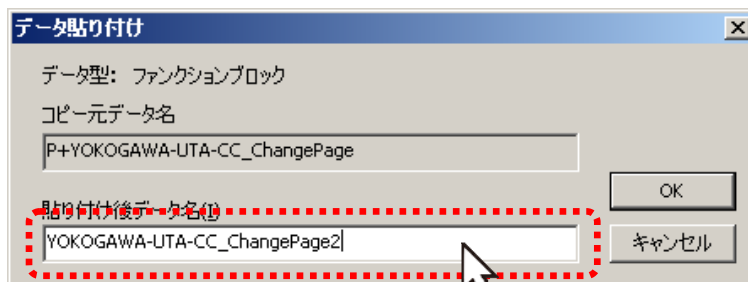 データ貼り付け
データ型: ファンクションブロック
コピー元データ名
P+YOKOGAWA-UTA-CC_ChangePage
OK
貼り付け後データ名(I)
YOKOGAWA-UTA-CC_ChangePage2
キャンセル